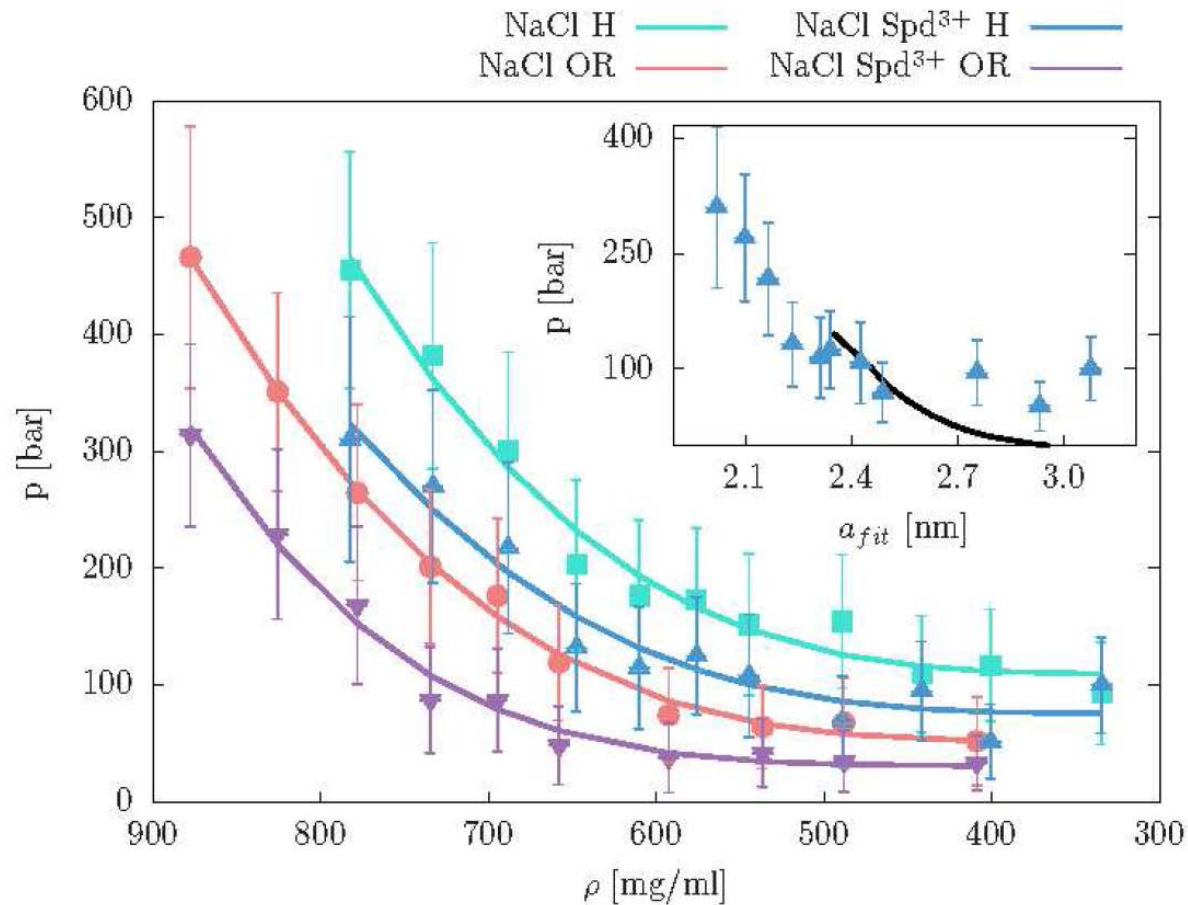 NaCl H
NaCl Spd³⁺ H
NaCl OR
NaCl Spd³⁺ OR
600
500
400
300
200
100
0
p [bar]
900 800 700 600 500 400 300
ρ [mg/ml]
400
250
100
p [bar]
2.1 2.4 2.7 3.0
a_{fit} [nm]